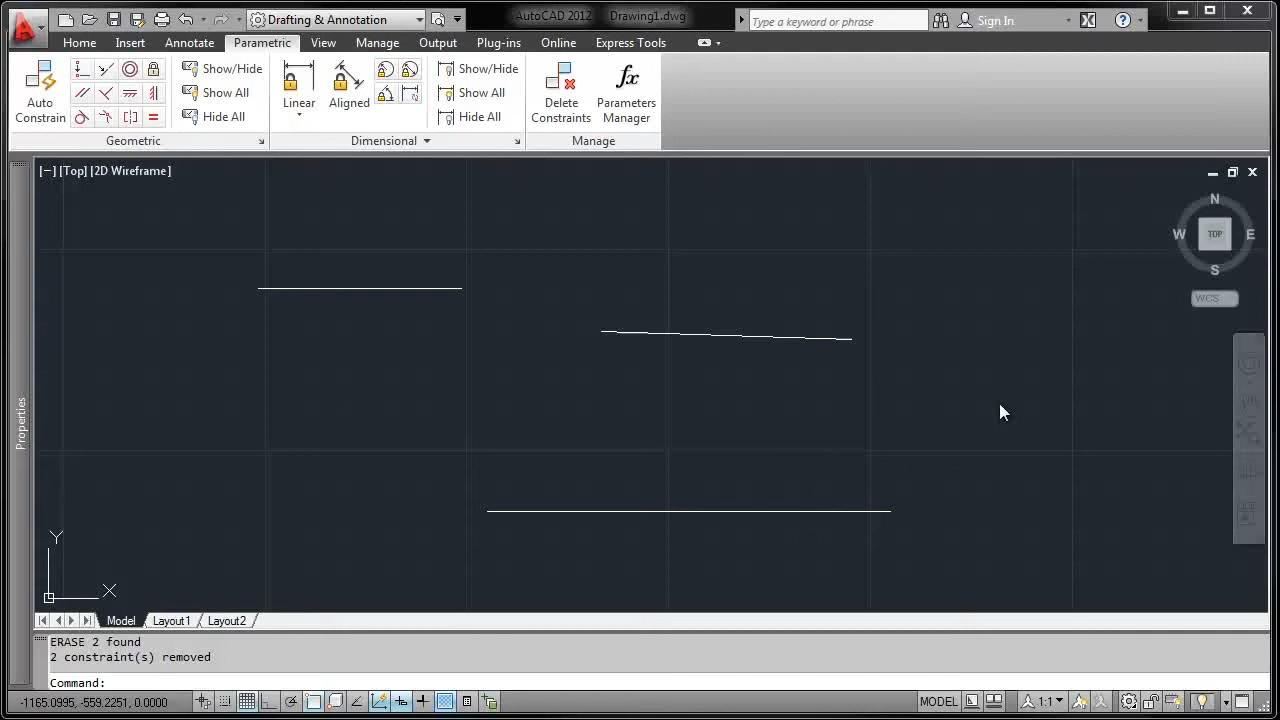 Drafting & Annotation
AutoCAD 2012 Drawing1.dwg
Type a keyword or phrase
Sign In
Home Insert Annotate Parametric View Manage Output Plug-ins Online Express Tools
Auto Constrain
Show/Hide
Show All
Hide All
Geometric
Linear
Aligned
Show/Hide
Show All
Hide All
Dimensional
Delete Constraints
fx
Parameters Manager
Manage
[−] [Top] [2D Wireframe]
N
W TOP E
S
WCS
Properties
Y
X
Model Layout1 Layout2
ERASE 2 found
2 constraint(s) removed
Command:
-1165.0995, -559.2251, 0.0000
MODEL
1:1